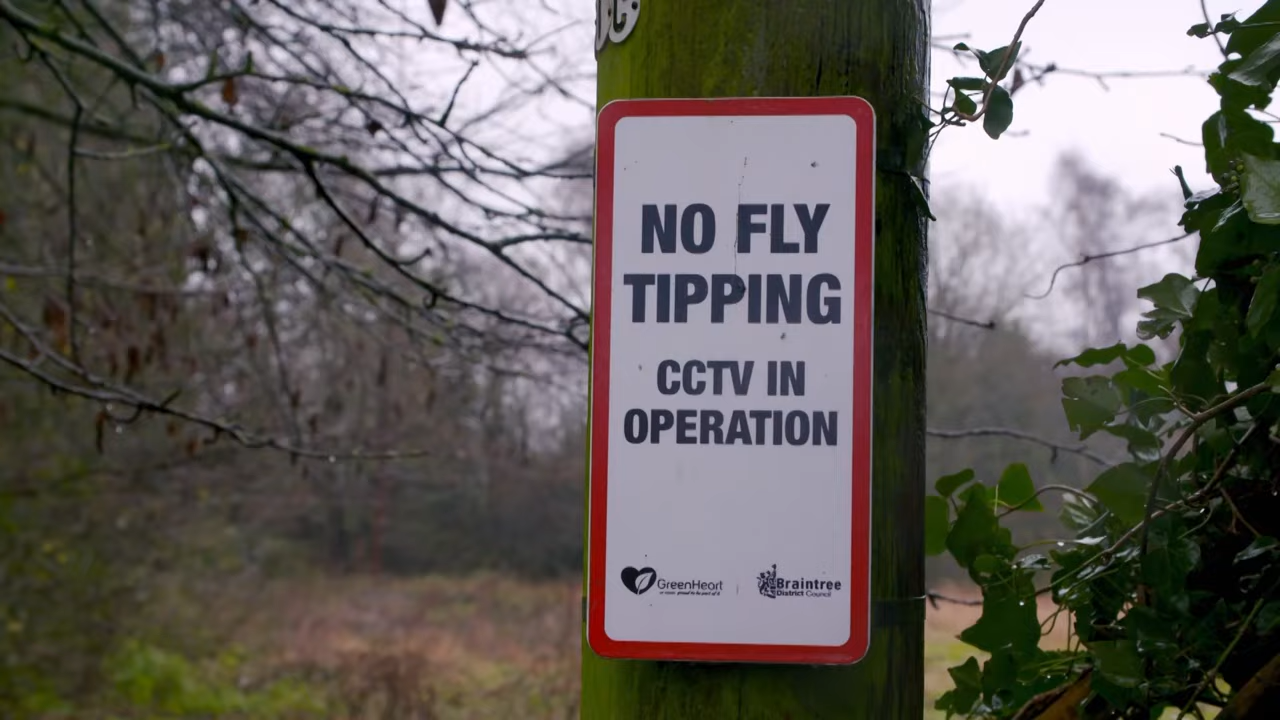 NO FLY
TIPPING
CCTV IN
OPERATION
GreenHeart
Braintree
District Council